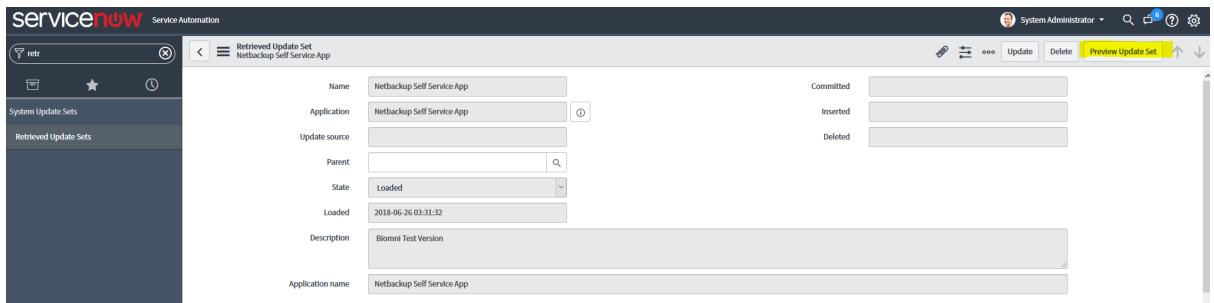 servicenow Service Automation
System Administrator
6
retr
Retrieved Update Set
Netbackup Self Service App
Update
Delete
Preview Update Set
System Update Sets
Retrieved Update Sets
Name Netbackup Self Service App
Committed
Application Netbackup Self Service App
Inserted
Update source
Deleted
Parent
State Loaded
Loaded 2018-06-26 03:31:32
Description Biomni Test Version
Application name Netbackup Self Service App